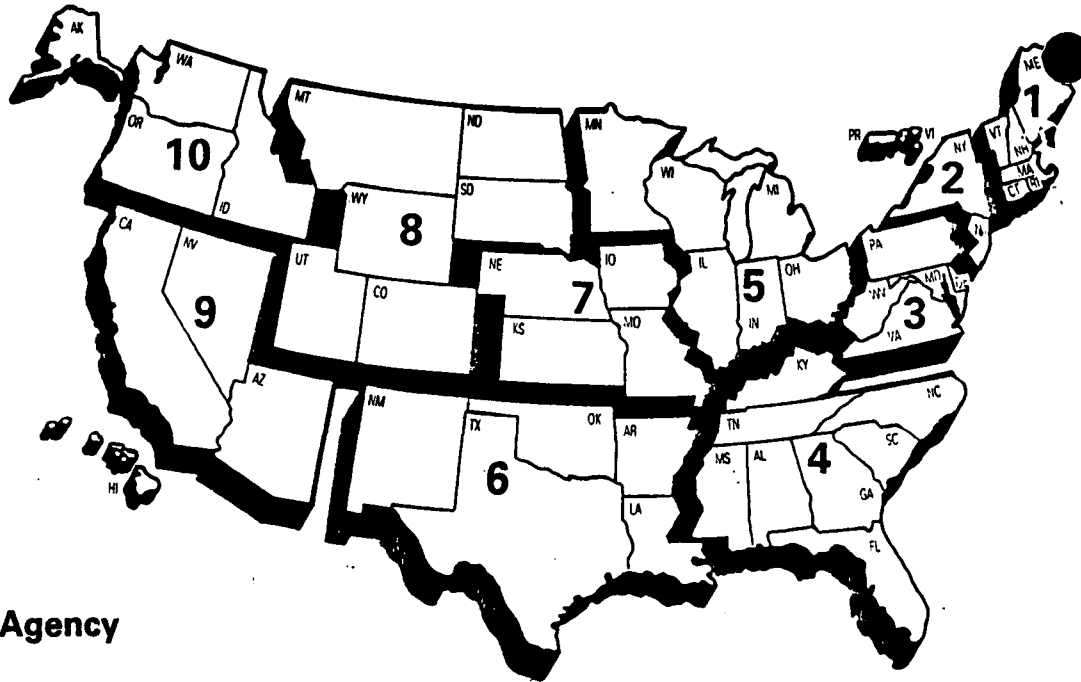 AK
WA
MT
ND
MN
ME
1
OR
10
ID
SD
WY
8
WI
MI
PR
VI
NY
2
VT
NH
MA
CT
RI
CA
NV
9
UT
CO
NE
7
IO
IL
5
IN
OH
PA
MD
WV
3
VA
KS
MO
KY
AZ
NM
TX
OK
6
AR
LA
TN
NC
SC
MS
AL
4
GA
FL
HI
Agency